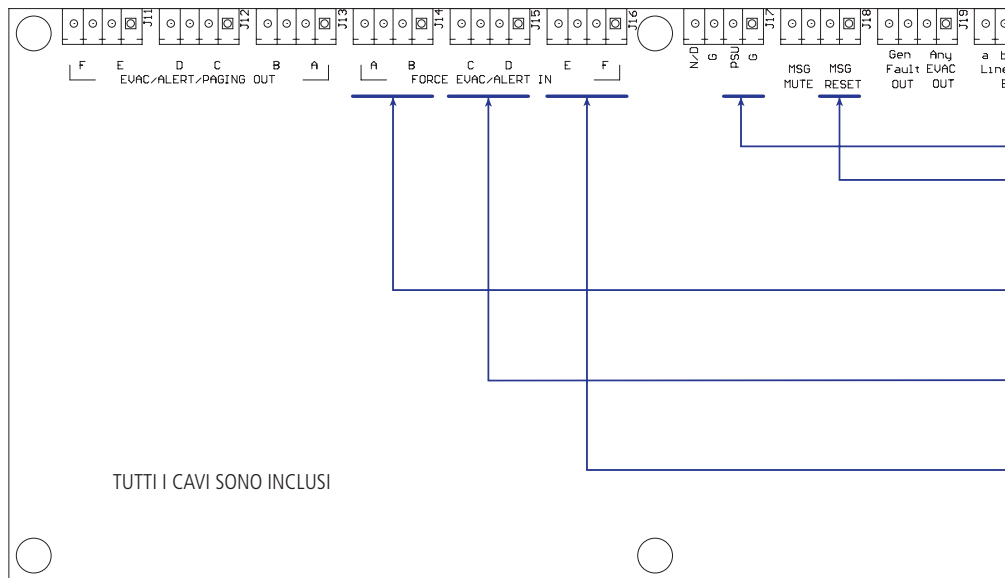 J11 J12 J13 J14 J15 J16 J17 J18 J19
F E D C B A A B C D E F
EVAC/ALERT/PAGING OUT
FORCE EVAC/ALERT IN
N/D G PSU G
MSG MUTE
MSG RESET
Gen Fault OUT
Any EVAC OUT
a b
Line
E
TUTTI I CAVI SONO INCLUSI